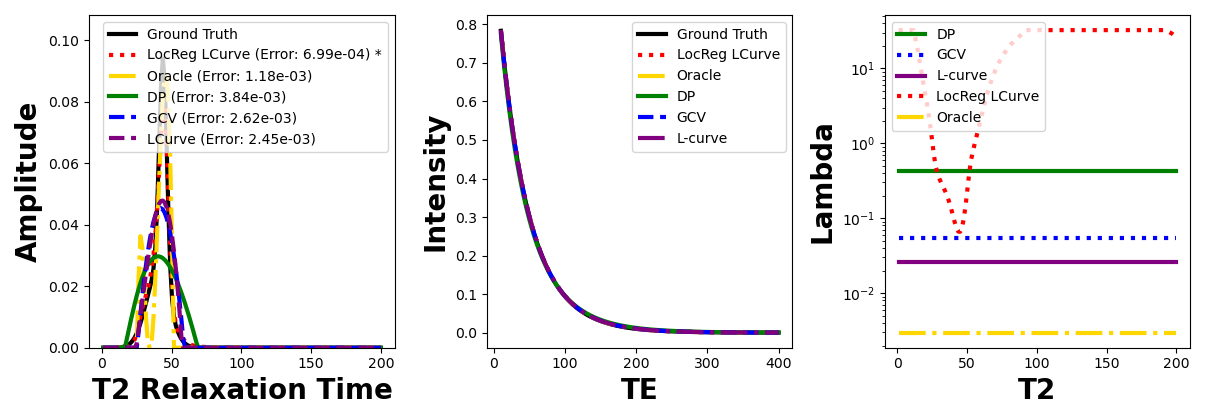 Amplitude
0.10
0.08
0.06
0.04
0.02
0.00
Ground Truth
LocReg LCurve (Error: 6.99e-04) *
Oracle (Error: 1.18e-03)
DP (Error: 3.84e-03)
GCV (Error: 2.62e-03)
LCurve (Error: 2.45e-03)
0 50 100 150 200
T2 Relaxation Time
Intensity
0.8
0.7
0.6
0.5
0.4
0.3
0.2
0.1
0.0
Ground Truth
LocReg LCurve
Oracle
DP
GCV
L-curve
0 100 200 300 400
TE
Lambda
10¹
10⁰
10⁻¹
10⁻²
DP
GCV
L-curve
LocReg LCurve
Oracle
0 50 100 150 200
T2